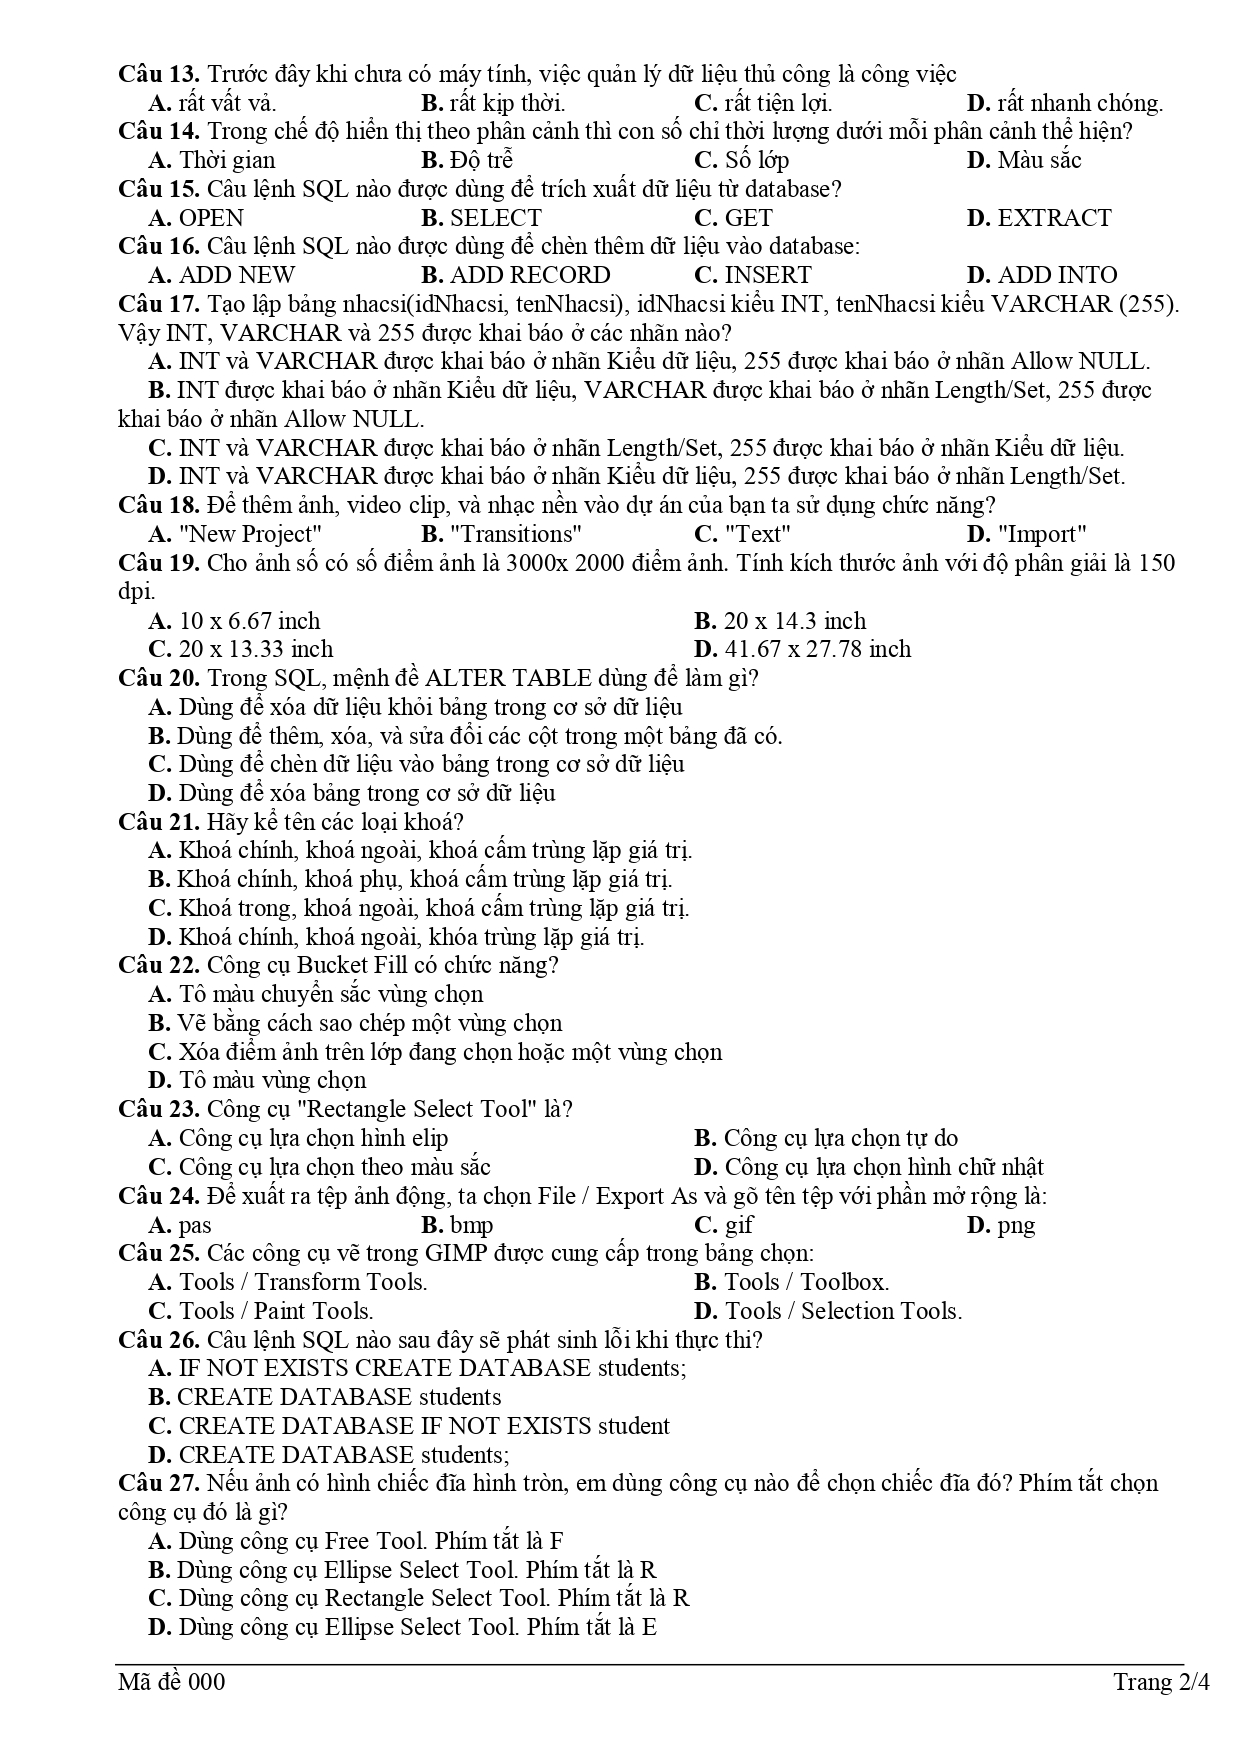 Câu 13. Trước đây khi chưa có máy tính, việc quản lý dữ liệu thủ công là công việc
A. rất vất vả. B. rất kịp thời. C. rất tiện lợi. D. rất nhanh chóng.
Câu 14. Trong chế độ hiển thị theo phân cảnh thì con số chỉ thời lượng dưới mỗi phân cảnh thể hiện?
A. Thời gian B. Độ trễ C. Số lớp D. Màu sắc
Câu 15. Câu lệnh SQL nào được dùng để trích xuất dữ liệu từ database?
A. OPEN B. SELECT C. GET D. EXTRACT
Câu 16. Câu lệnh SQL nào được dùng để chèn thêm dữ liệu vào database:
A. ADD NEW B. ADD RECORD C. INSERT D. ADD INTO
Câu 17. Tạo lập bảng nhacsi(idNhacsi, tenNhacsi), idNhacsi kiểu INT, tenNhacsi kiểu VARCHAR (255).
Vậy INT, VARCHAR và 255 được khai báo ở các nhãn nào?
A. INT và VARCHAR được khai báo ở nhãn Kiểu dữ liệu, 255 được khai báo ở nhãn Allow NULL.
B. INT được khai báo ở nhãn Kiểu dữ liệu, VARCHAR được khai báo ở nhãn Length/Set, 255 được
khai báo ở nhãn Allow NULL.
C. INT và VARCHAR được khai báo ở nhãn Length/Set, 255 được khai báo ở nhãn Kiểu dữ liệu.
D. INT và VARCHAR được khai báo ở nhãn Kiểu dữ liệu, 255 được khai báo ở nhãn Length/Set.
Câu 18. Để thêm ảnh, video clip, và nhạc nền vào dự án của bạn ta sử dụng chức năng?
A. "New Project" B. "Transitions" C. "Text" D. "Import"
Câu 19. Cho ảnh số có số điểm ảnh là 3000x 2000 điểm ảnh. Tính kích thước ảnh với độ phân giải là 150
dpi.
A. 10 x 6.67 inch B. 20 x 14.3 inch
C. 20 x 13.33 inch D. 41.67 x 27.78 inch
Câu 20. Trong SQL, mệnh đề ALTER TABLE dùng để làm gì?
A. Dùng để xóa dữ liệu khỏi bảng trong cơ sở dữ liệu
B. Dùng để thêm, xóa, và sửa đổi các cột trong một bảng đã có.
C. Dùng để chèn dữ liệu vào bảng trong cơ sở dữ liệu
D. Dùng để xóa bảng trong cơ sở dữ liệu
Câu 21. Hãy kể tên các loại khoá?
A. Khoá chính, khoá ngoài, khoá cấm trùng lặp giá trị.
B. Khoá chính, khoá phụ, khoá cấm trùng lặp giá trị.
C. Khoá trong, khoá ngoài, khoá cấm trùng lặp giá trị.
D. Khoá chính, khoá ngoài, khóa trùng lặp giá trị.
Câu 22. Công cụ Bucket Fill có chức năng?
A. Tô màu chuyển sắc vùng chọn
B. Vẽ bằng cách sao chép một vùng chọn
C. Xóa điểm ảnh trên lớp đang chọn hoặc một vùng chọn
D. Tô màu vùng chọn
Câu 23. Công cụ "Rectangle Select Tool" là?
A. Công cụ lựa chọn hình elip B. Công cụ lựa chọn tự do
C. Công cụ lựa chọn theo màu sắc D. Công cụ lựa chọn hình chữ nhật
Câu 24. Để xuất ra tệp ảnh động, ta chọn File / Export As và gõ tên tệp với phần mở rộng là:
A. pas B. bmp C. gif D. png
Câu 25. Các công cụ vẽ trong GIMP được cung cấp trong bảng chọn:
A. Tools / Transform Tools. B. Tools / Toolbox.
C. Tools / Paint Tools. D. Tools / Selection Tools.
Câu 26. Câu lệnh SQL nào sau đây sẽ phát sinh lỗi khi thực thi?
A. IF NOT EXISTS CREATE DATABASE students;
B. CREATE DATABASE students
C. CREATE DATABASE IF NOT EXISTS student
D. CREATE DATABASE students;
Câu 27. Nếu ảnh có hình chiếc đĩa hình tròn, em dùng công cụ nào để chọn chiếc đĩa đó? Phím tắt chọn
công cụ đó là gì?
A. Dùng công cụ Free Tool. Phím tắt là F
B. Dùng công cụ Ellipse Select Tool. Phím tắt là R
C. Dùng công cụ Rectangle Select Tool. Phím tắt là R
D. Dùng công cụ Ellipse Select Tool. Phím tắt là E
Mã đề 000 Trang 2/4